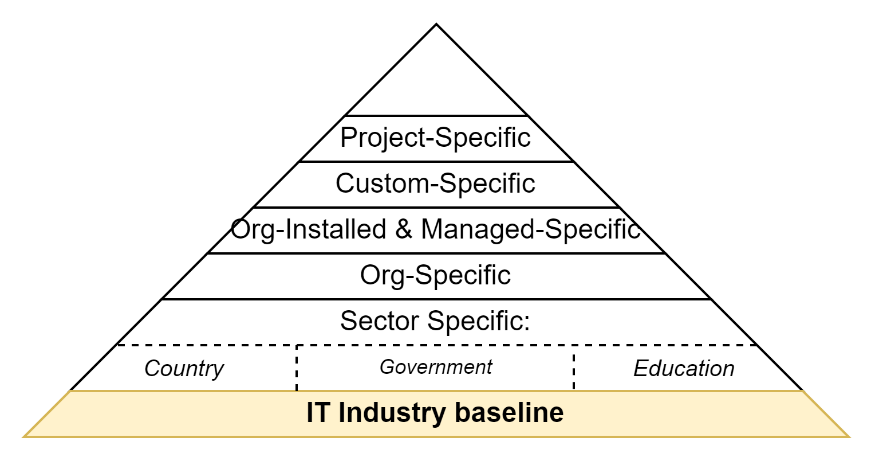 Project-Specific
Custom-Specific
Org-Installed & Managed-Specific
Org-Specific
Sector Specific:
Country Government Education
IT Industry baseline